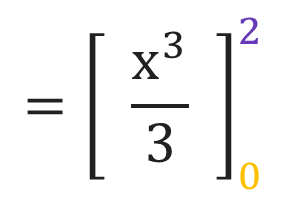 = [ x³ / 3 ]₀²